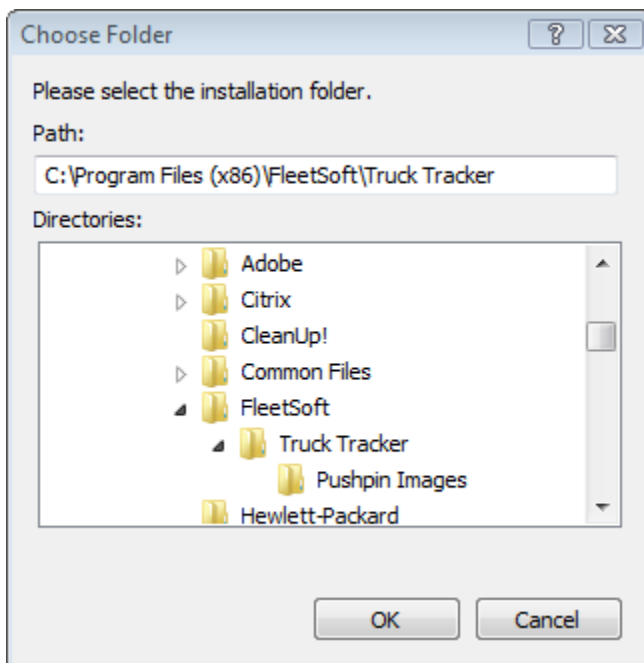 Choose Folder
Please select the installation folder.
Path:
C:\Program Files (x86)\FleetSoft\Truck Tracker
Directories:
Adobe
Citrix
CleanUp!
Common Files
FleetSoft
Truck Tracker
Pushpin Images
Hewlett-Packard
OK Cancel